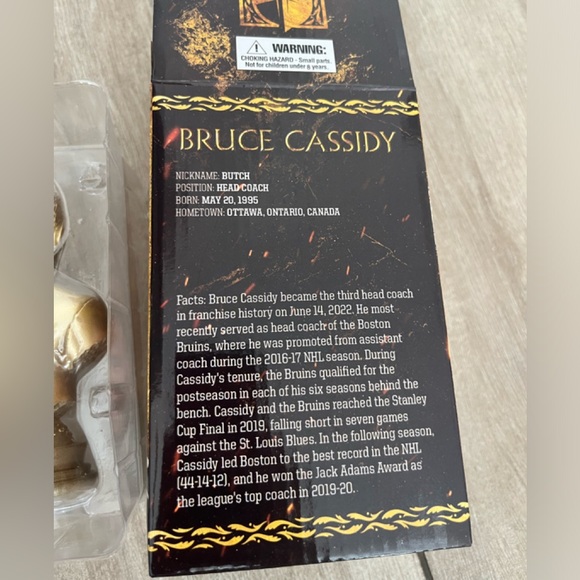 WARNING:
CHOKING HAZARD - Small parts.
Not for children under 8 years.
BRUCE CASSIDY
NICKNAME: BUTCH
POSITION: HEAD COACH
BORN: MAY 20, 1995
HOMETOWN: OTTAWA, ONTARIO, CANADA
Facts: Bruce Cassidy became the third head coach
in franchise history on June 14, 2022. He most
recently served as head coach of the Boston
Bruins, where he was promoted from assistant
coach during the 2016-17 NHL season. During
Cassidy's tenure, the Bruins qualified for the
postseason in each of his six seasons behind the
bench. Cassidy and the Bruins reached the Stanley
Cup Final in 2019, falling short in seven games
against the St. Louis Blues. In the following season,
Cassidy led Boston to the best record in the NHL
(44-14-12), and he won the Jack Adams Award as
the league's top coach in 2019-20.